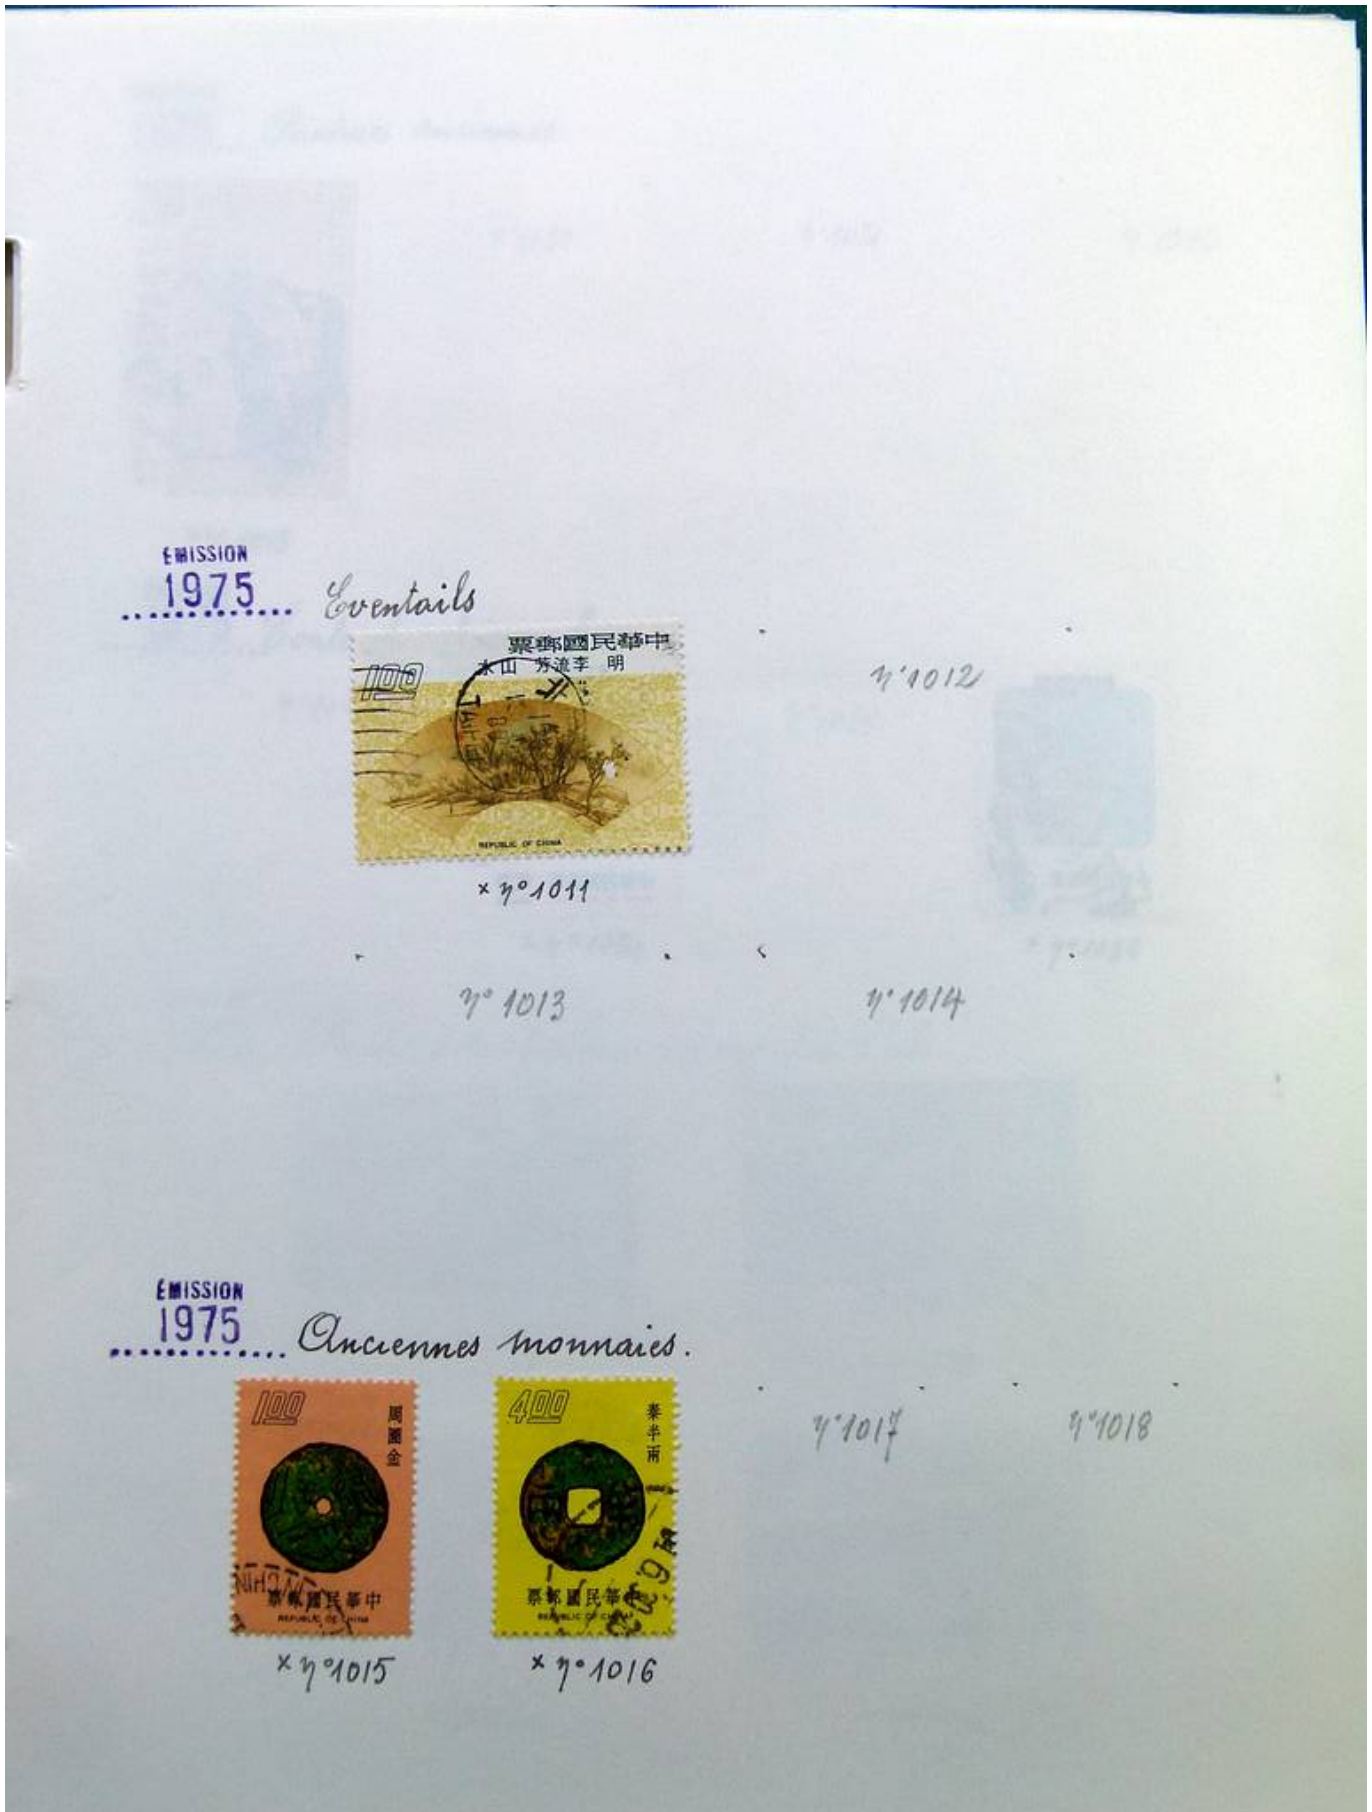 ÉMISSION
1975
Eventails
票郵國民華中
水山 芳流李 明
1.00
REPUBLIC OF CHINA
n° 1012
x n° 1011
n° 1013
n° 1014
ÉMISSION
1975
Anciennes monnaies.
1.00
周圜金
票郵國民華中
REPUBLIC OF CHINA
4.00
秦半兩
票郵國民華中
REPUBLIC OF CHINA
n° 1017
n° 1018
x n° 1015
x n° 1016